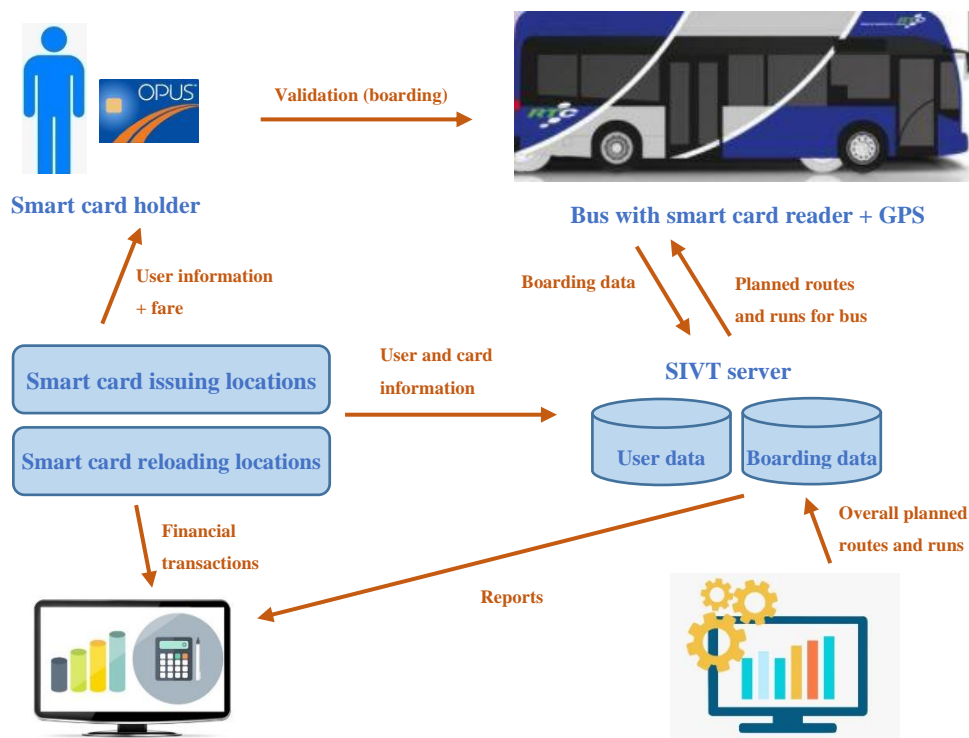 OPUS
Validation (boarding)
RTC
RTC
Smart card holder
Bus with smart card reader + GPS
User information
+ fare
Boarding data
Planned routes
and runs for bus
Smart card issuing locations
User and card
information
SIVT server
Smart card reloading locations
User data
Boarding data
Financial
transactions
Overall planned
routes and runs
Reports